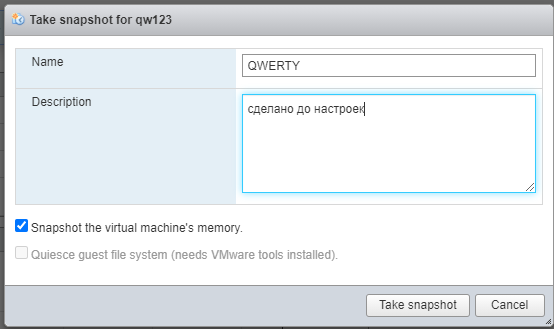 Take snapshot for qw123
Name
QWERTY
Description
сделано до настроек
Snapshot the virtual machine's memory.
Quiesce guest file system (needs VMware tools installed).
Take snapshot
Cancel